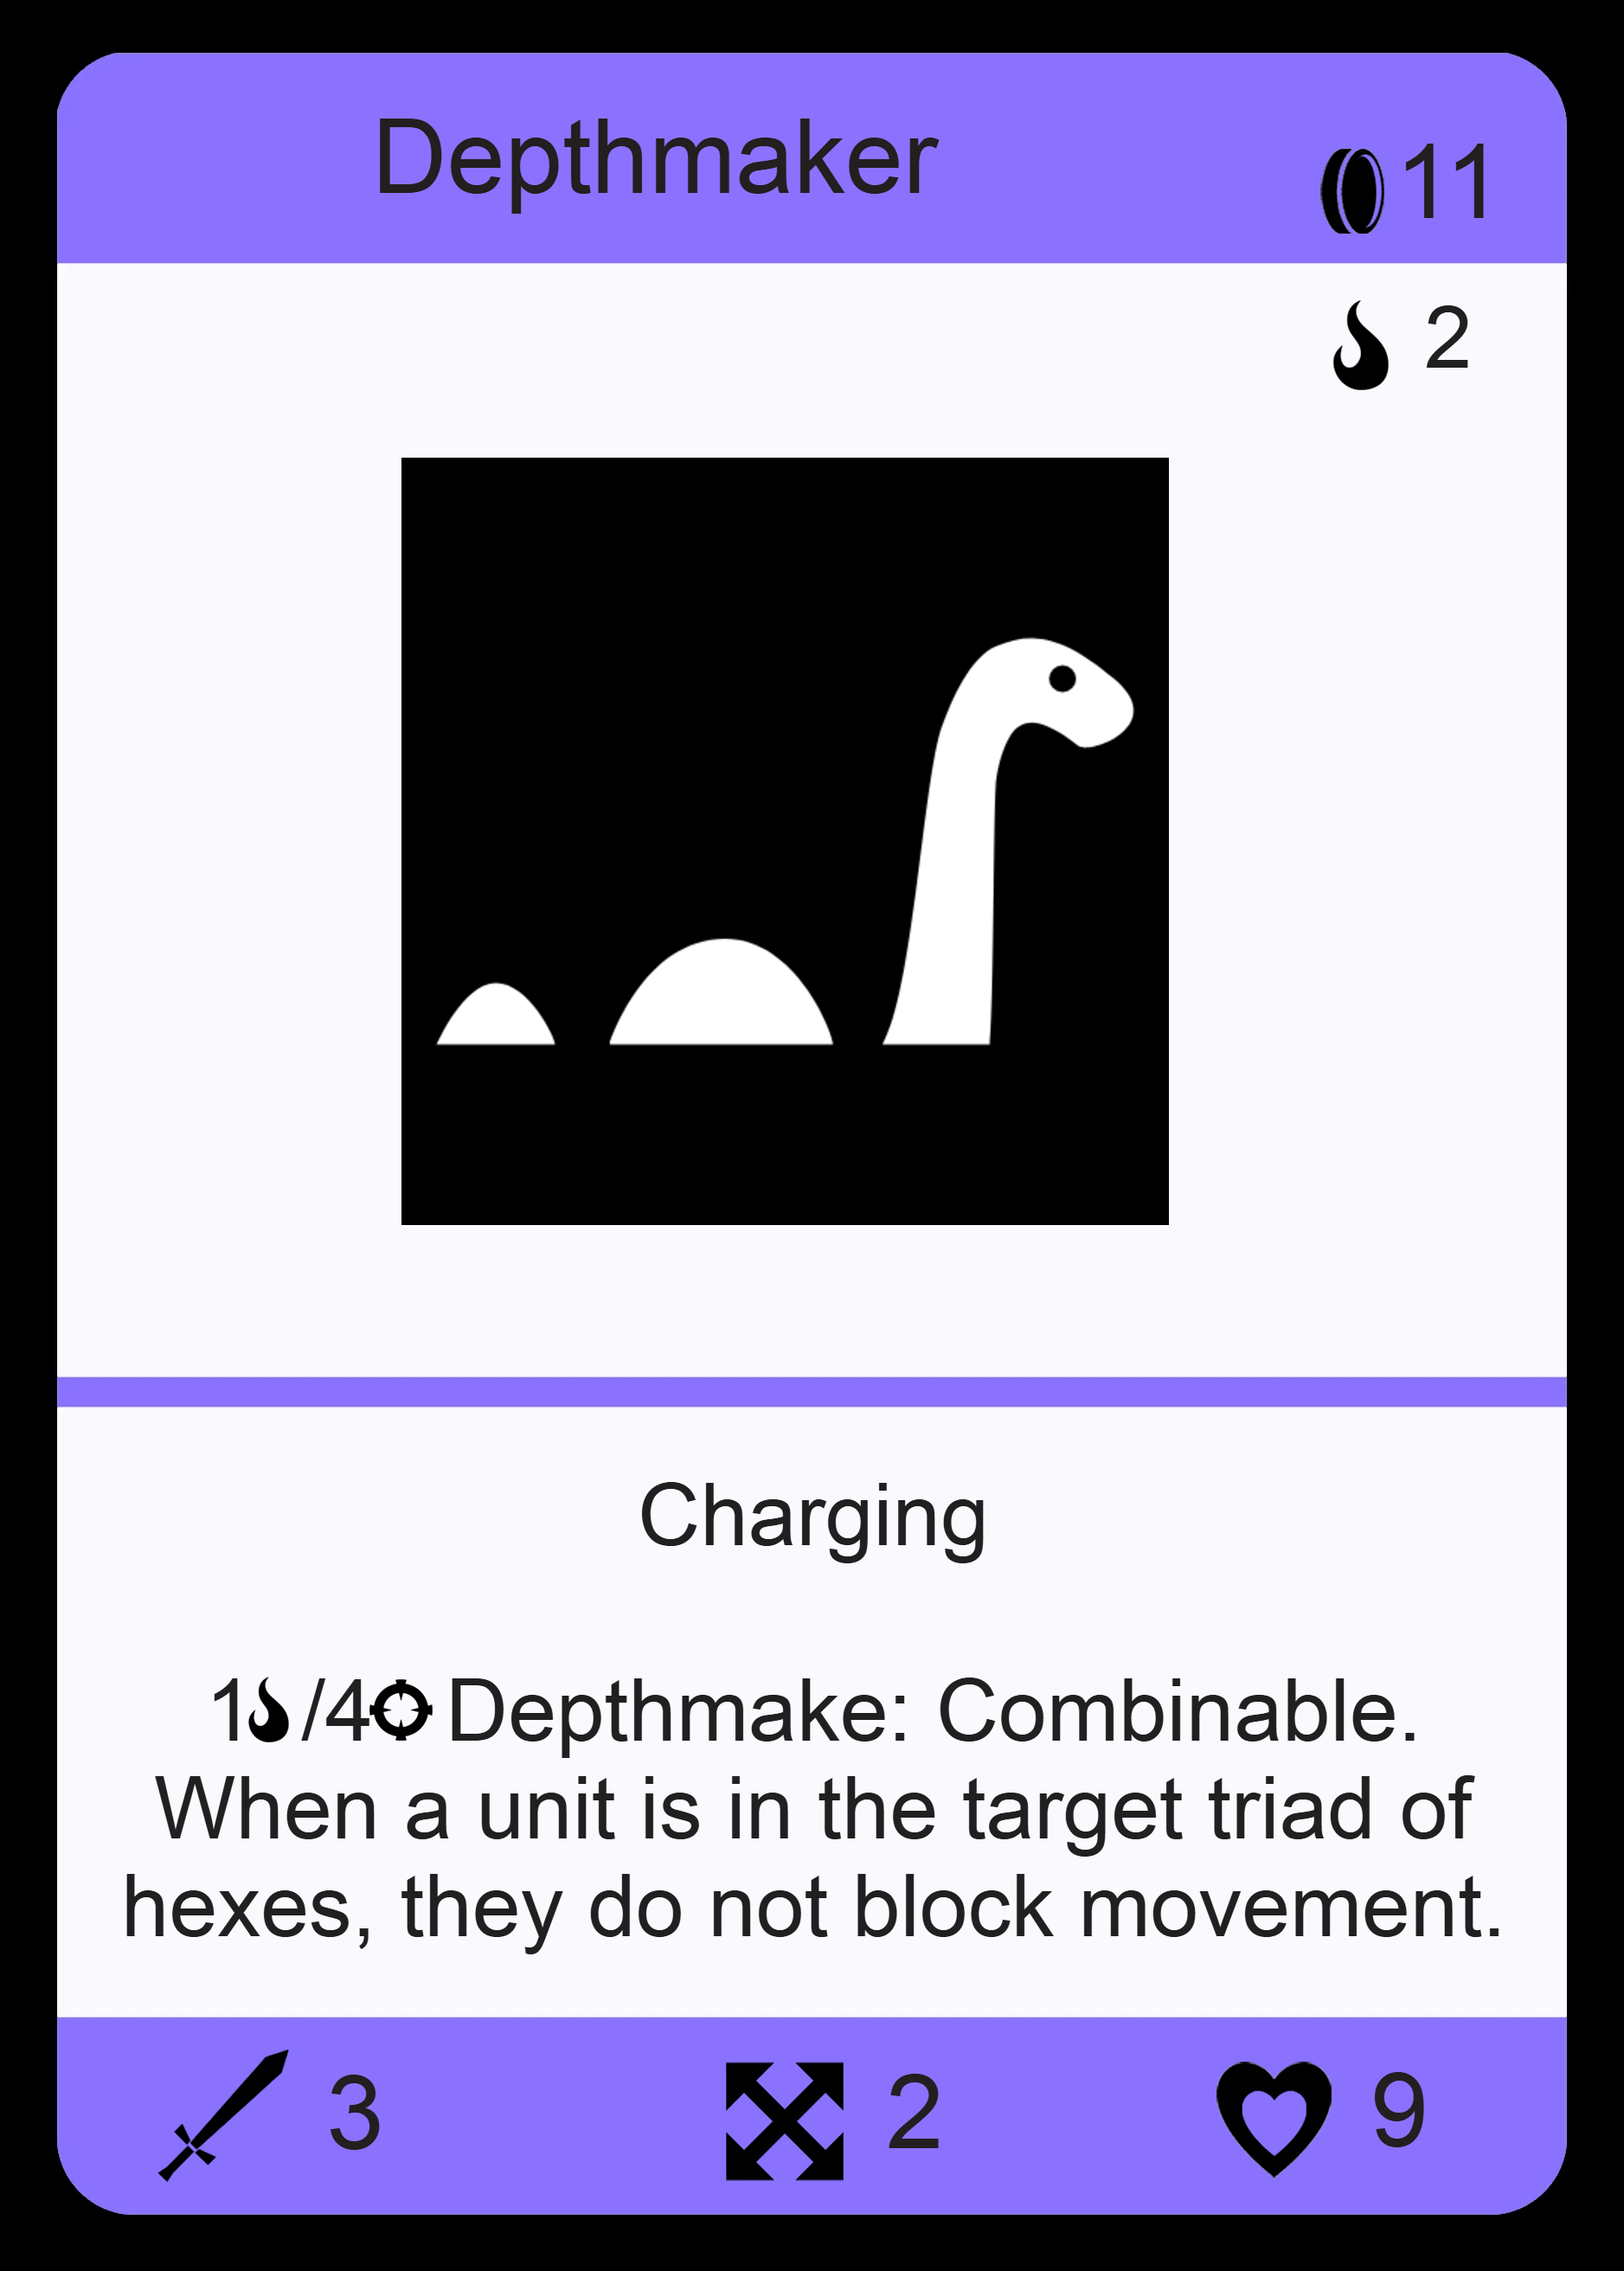 Depthmaker
11
2
Charging
1/4 Depthmake: Combinable.
When a unit is in the target triad of
hexes, they do not block movement.
3 2 9